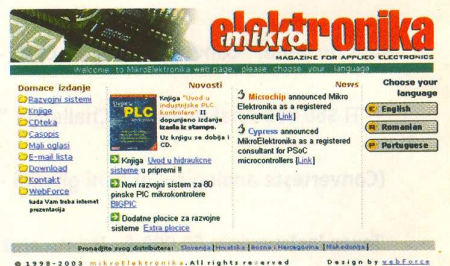 mikro elektronika
MAGAZINE FOR APPLIED ELECTRONICS
Welcome to MikroElektronika web page, please choose your language
Domace izdanje
Razvojni sistemi
Knjige
CDteka
Casopis
Mali oglasi
E-mail lista
Download
Kontakt
WebForce
kada Vam treba internet
prezentacija
Novosti
PLC
Knjiga "Uvod u
industrijske PLC
kontrolere" II
dopunjeno izdanje
izaslo iz stampe.
Uz knjigu se dobija i
CD.
Knjiga Uvod u hidraulicne
sisteme u pripremi !!
Novi razvojni sistem za 80
pinske PIC mikrokontolere
BIGPIC
Dodatne plocice za razvojne
sisteme Extra plocice
News
Microchip announced Mikro
Elektronika as a registered
consultant [Link]
Cypress announced
MikroElektronika as a registered
consultant for PSoC
microcontrollers [Link]
Choose your
language
English
Romanian
Portuguese
Pronadjite svog distributera: Slovenija | Hrvatska | Bosna i Hercegovina | Makedonija |
© 1998-2003 mikroElektronika. All rights reserved Design by webForce